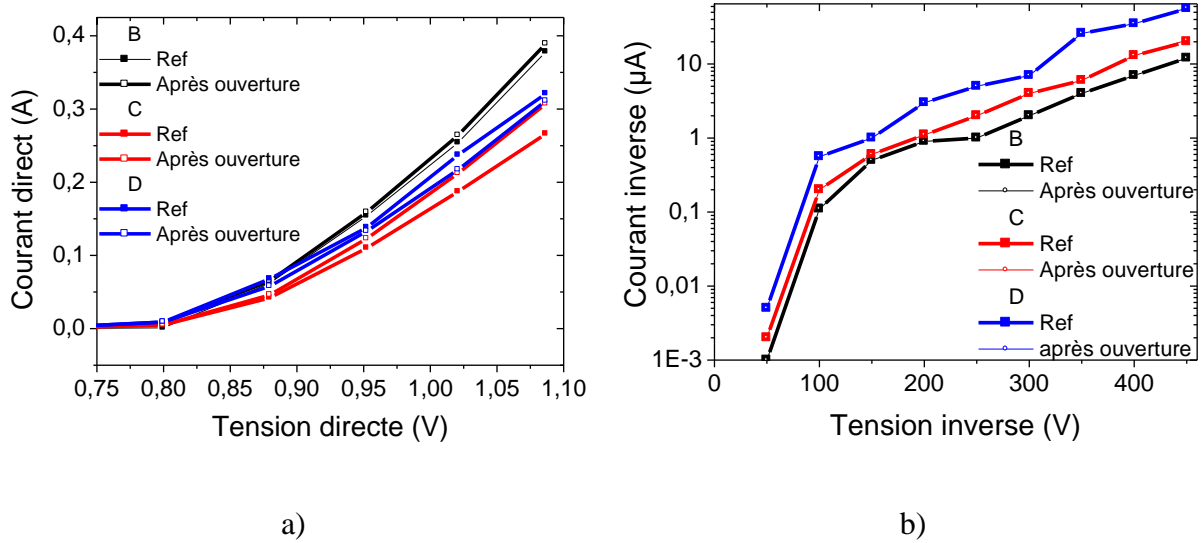 0,4
0,3
0,2
0,1
0,0
Courant direct (A)
B
Ref
Après ouverture
C
Ref
Après ouverture
D
Ref
Après ouverture
0,75 0,80 0,85 0,90 0,95 1,00 1,05 1,10
Tension directe (V)
a)
10
1
0,1
0,01
1E-3
Courant inverse (µA)
B
Ref
Après ouverture
C
Ref
Après ouverture
D
Ref
après ouverture
0 100 200 300 400
Tension inverse (V)
b)